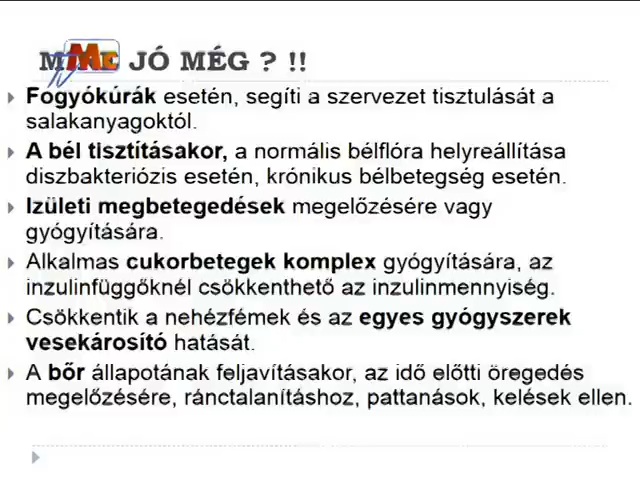 JÓ MÉG ? !!
Fogyókúrák esetén, segíti a szervezet tisztulását a
salakanyagoktól.
A bél tisztításakor, a normális bélflóra helyreállítása
diszbakteriózis esetén, krónikus bélbetegség esetén.
Izületi megbetegedések megelőzésére vagy
gyógyítására.
Alkalmas cukorbetegek komplex gyógyítására, az
inzulinfüggőknél csökkenthető az inzulinmennyiség.
Csökkentik a nehézfémek és az egyes gyógyszerek
vesekárosító hatását.
A bőr állapotának feljavításakor, az idő előtti öregedés
megelőzésére, ránctalanításhoz, pattanások, kelések ellen.